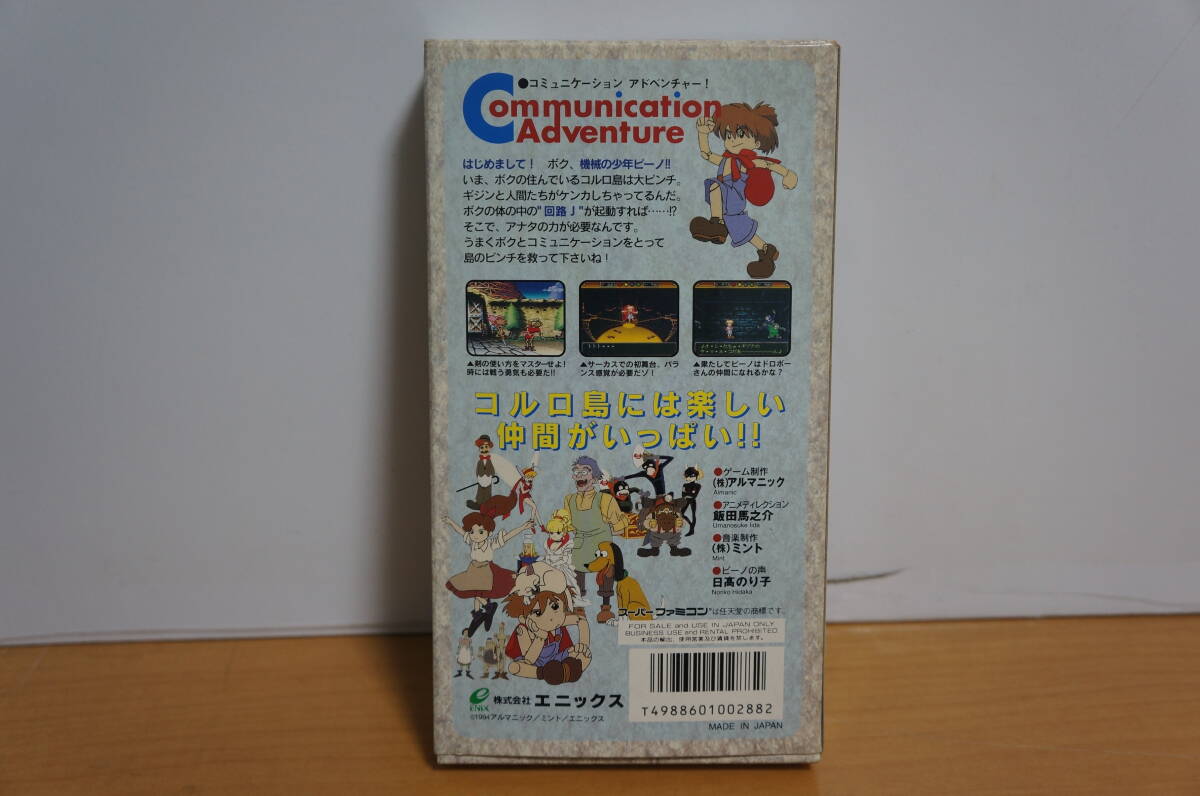 ●コミュニケーション アドベンチャー!
Communication
Adventure
はじめまして! ボク、機械の少年ピーノ!!
いま、ボクの住んでいるコルロ島は大ピンチ。
ギジンと人間たちがケンカしちゃってるんだ。
ボクの体の中の"回路J"が起動すれば……!?
そこで、アナタの力が必要なんです。
うまくボクとコミュニケーションをとって
島のピンチを救って下さいね!
▲剣の使い方をマスターせよ!
時には戦う勇気も必要だ!!
▲サーカスでの初舞台。バラ
ンス感覚が必要だゾ!
▲果たしてピーノはドロボー
さんの仲間になれるかな?
コルロ島には楽しい
仲間がいっぱい!!
●ゲーム制作
(株)アルマニック
Almanic
●アニメディレクション
飯田馬之介
Umanosuke Iida
●音楽制作
(株)ミント
Mint
●ピーノの声
日髙のり子
Noriko Hidaka
スーパーファミコン®は任天堂の商標です。
FOR SALE and USE IN JAPAN ONLY
BUSINESS USE and RENTAL PROHIBITED
本品の輸出、使用営業及び賃貸を禁じます。
ENIX
株式会社 エニックス
©1994アルマニック/ミント/エニックス
T4988601002882
MADE IN JAPAN